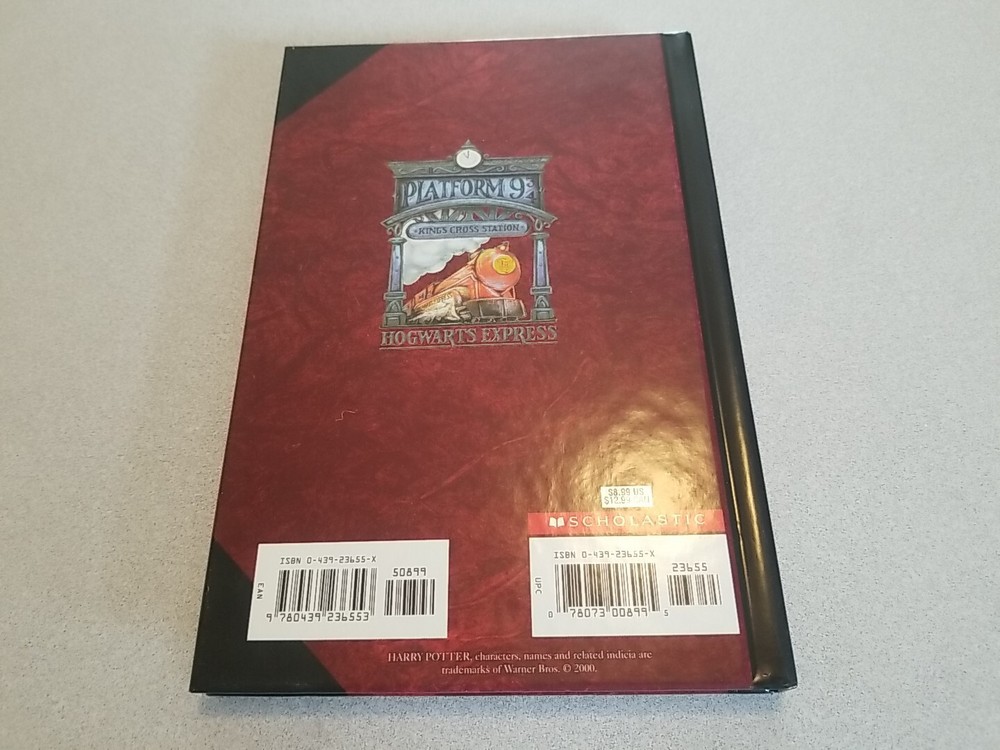 PLATFORM 9¾
KING'S CROSS STATION
HOGWARTS EXPRESS
$8.99 US
SCHOLASTIC
ISBN 0-439-23655-X
50899
EAN
9 780439 236553
ISBN 0-439-23655-X
23655
UPC
0 78073 00899 5
HARRY POTTER, characters, names and related indicia are
trademarks of Warner Bros. © 2000.